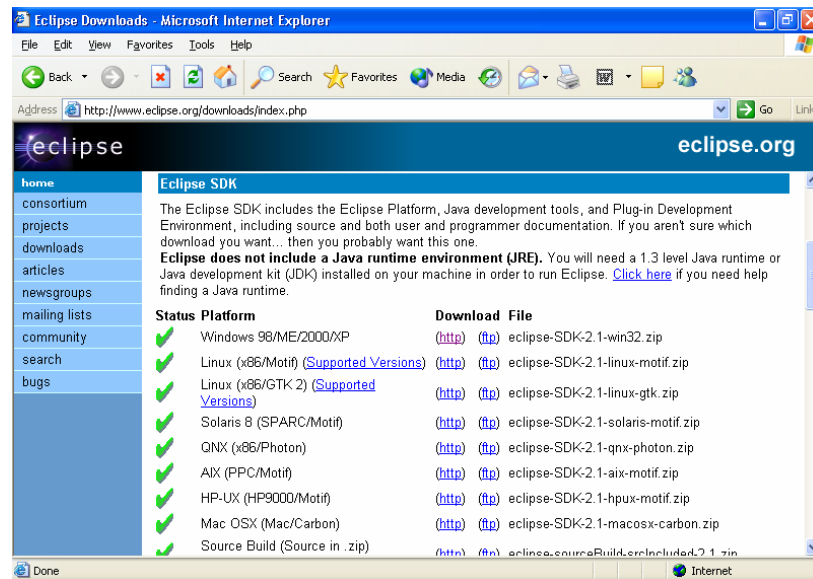 Eclipse Downloads - Microsoft Internet Explorer
File Edit View Favorites Tools Help
Back Search Favorites Media
Address http://www.eclipse.org/downloads/index.php Go Link
eclipse eclipse.org
home
consortium
projects
downloads
articles
newsgroups
mailing lists
community
search
bugs
Eclipse SDK
The Eclipse SDK includes the Eclipse Platform, Java development tools, and Plug-in Development
Environment, including source and both user and programmer documentation. If you aren't sure which
download you want... then you probably want this one.
Eclipse does not include a Java runtime environment (JRE). You will need a 1.3 level Java runtime or
Java development kit (JDK) installed on your machine in order to run Eclipse. Click here if you need help
finding a Java runtime.
Status Platform Download File
Windows 98/ME/2000/XP (http) (ftp) eclipse-SDK-2.1-win32.zip
Linux (x86/Motif) (Supported Versions) (http) (ftp) eclipse-SDK-2.1-linux-motif.zip
Linux (x86/GTK 2) (Supported
Versions) (http) (ftp) eclipse-SDK-2.1-linux-gtk.zip
Solaris 8 (SPARC/Motif) (http) (ftp) eclipse-SDK-2.1-solaris-motif.zip
QNX (x86/Photon) (http) (ftp) eclipse-SDK-2.1-qnx-photon.zip
AIX (PPC/Motif) (http) (ftp) eclipse-SDK-2.1-aix-motif.zip
HP-UX (HP9000/Motif) (http) (ftp) eclipse-SDK-2.1-hpux-motif.zip
Mac OSX (Mac/Carbon) (http) (ftp) eclipse-SDK-2.1-macosx-carbon.zip
Source Build (Source in .zip) (http) (ftp) eclipse-sourceBuild-srcIncluded-2.1.zip
Done Internet